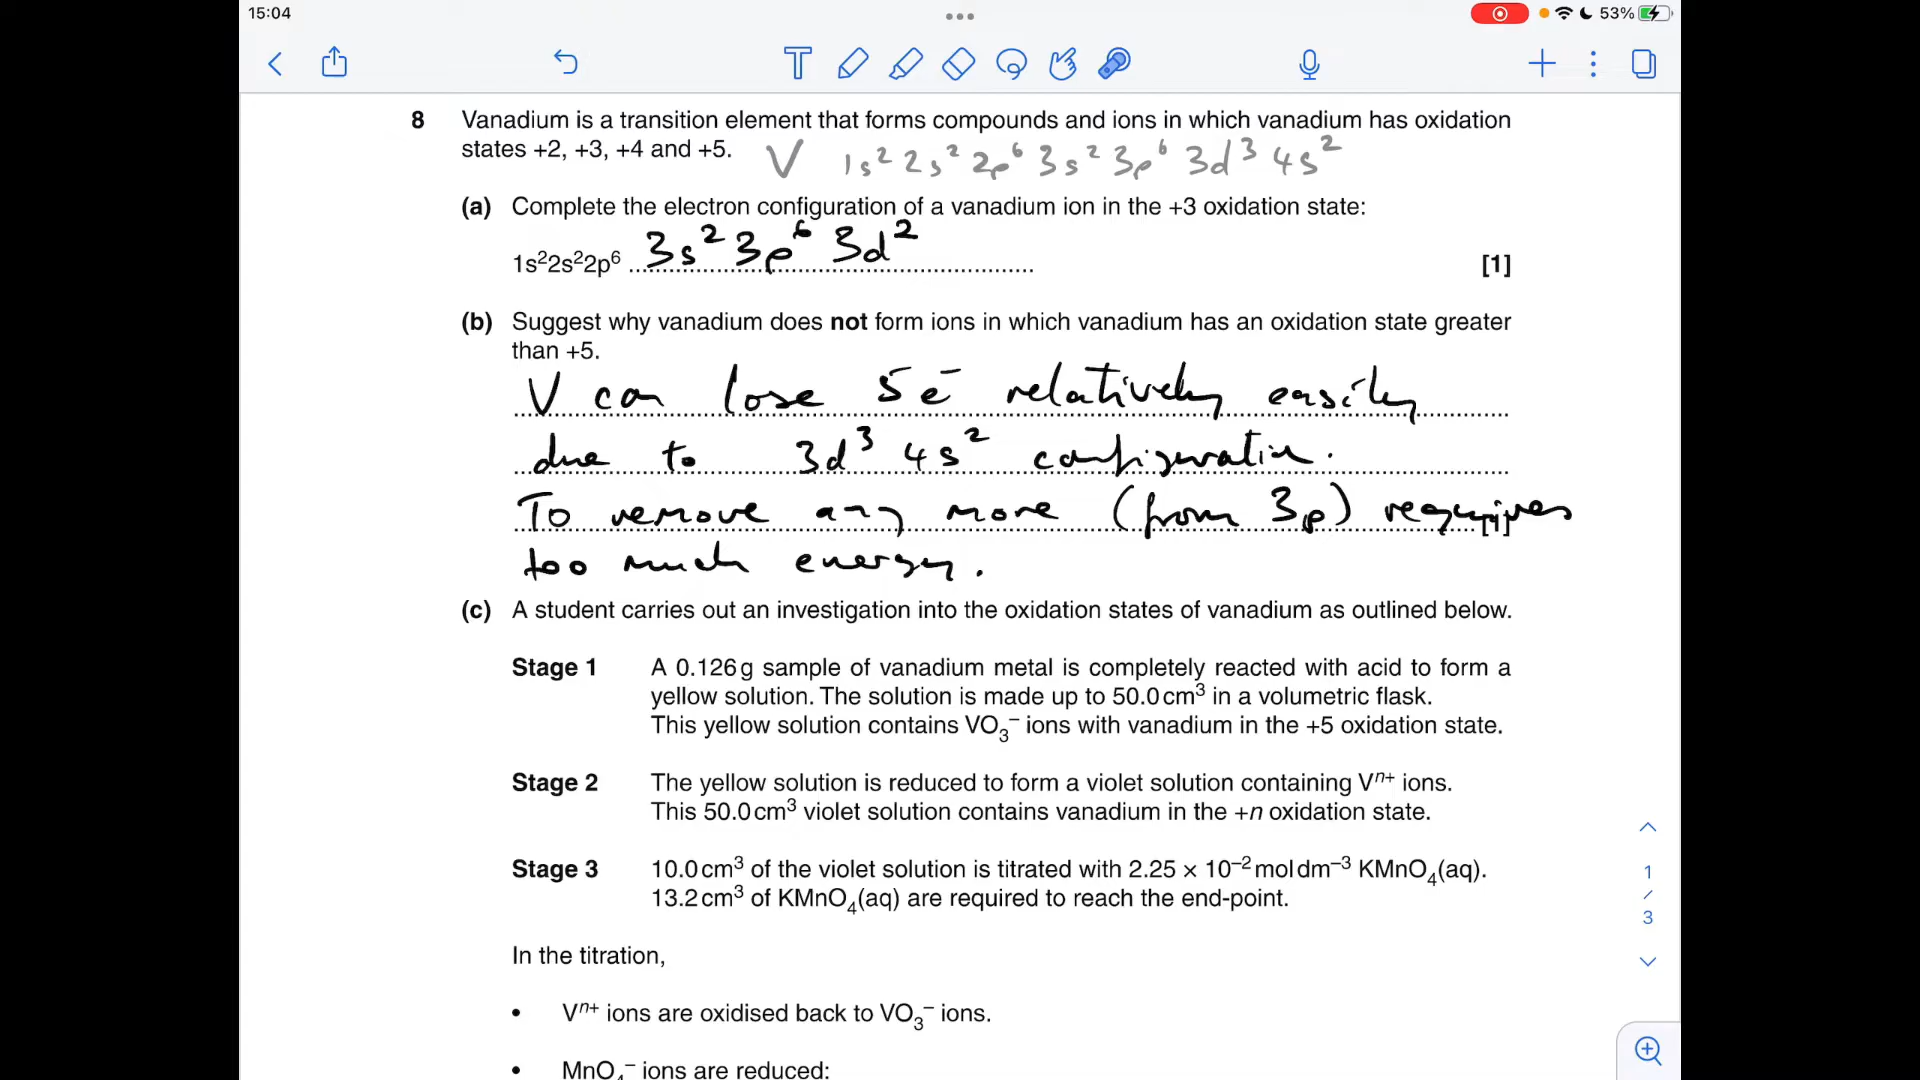 15:04
53%
8 Vanadium is a transition element that forms compounds and ions in which vanadium has oxidation
states +2, +3, +4 and +5. V 1s² 2s² 2p⁶ 3s² 3p⁶ 3d³ 4s²
(a) Complete the electron configuration of a vanadium ion in the +3 oxidation state:
1s²2s²2p⁶ 3s² 3p⁶ 3d² [1]
(b) Suggest why vanadium does not form ions in which vanadium has an oxidation state greater
than +5.
V can lose 5e⁻ relatively easily
due to 3d³ 4s² configuration.
To remove any more (from 3p) requires [1]
too much energy.
(c) A student carries out an investigation into the oxidation states of vanadium as outlined below.
Stage 1 A 0.126 g sample of vanadium metal is completely reacted with acid to form a
yellow solution. The solution is made up to 50.0 cm³ in a volumetric flask.
This yellow solution contains VO₃⁻ ions with vanadium in the +5 oxidation state.
Stage 2 The yellow solution is reduced to form a violet solution containing Vⁿ⁺ ions.
This 50.0 cm³ violet solution contains vanadium in the +n oxidation state.
Stage 3 10.0 cm³ of the violet solution is titrated with 2.25 × 10⁻² mol dm⁻³ KMnO₄(aq).
13.2 cm³ of KMnO₄(aq) are required to reach the end-point.
1
/
3
In the titration,
• Vⁿ⁺ ions are oxidised back to VO₃⁻ ions.
• MnO₄⁻ ions are reduced: